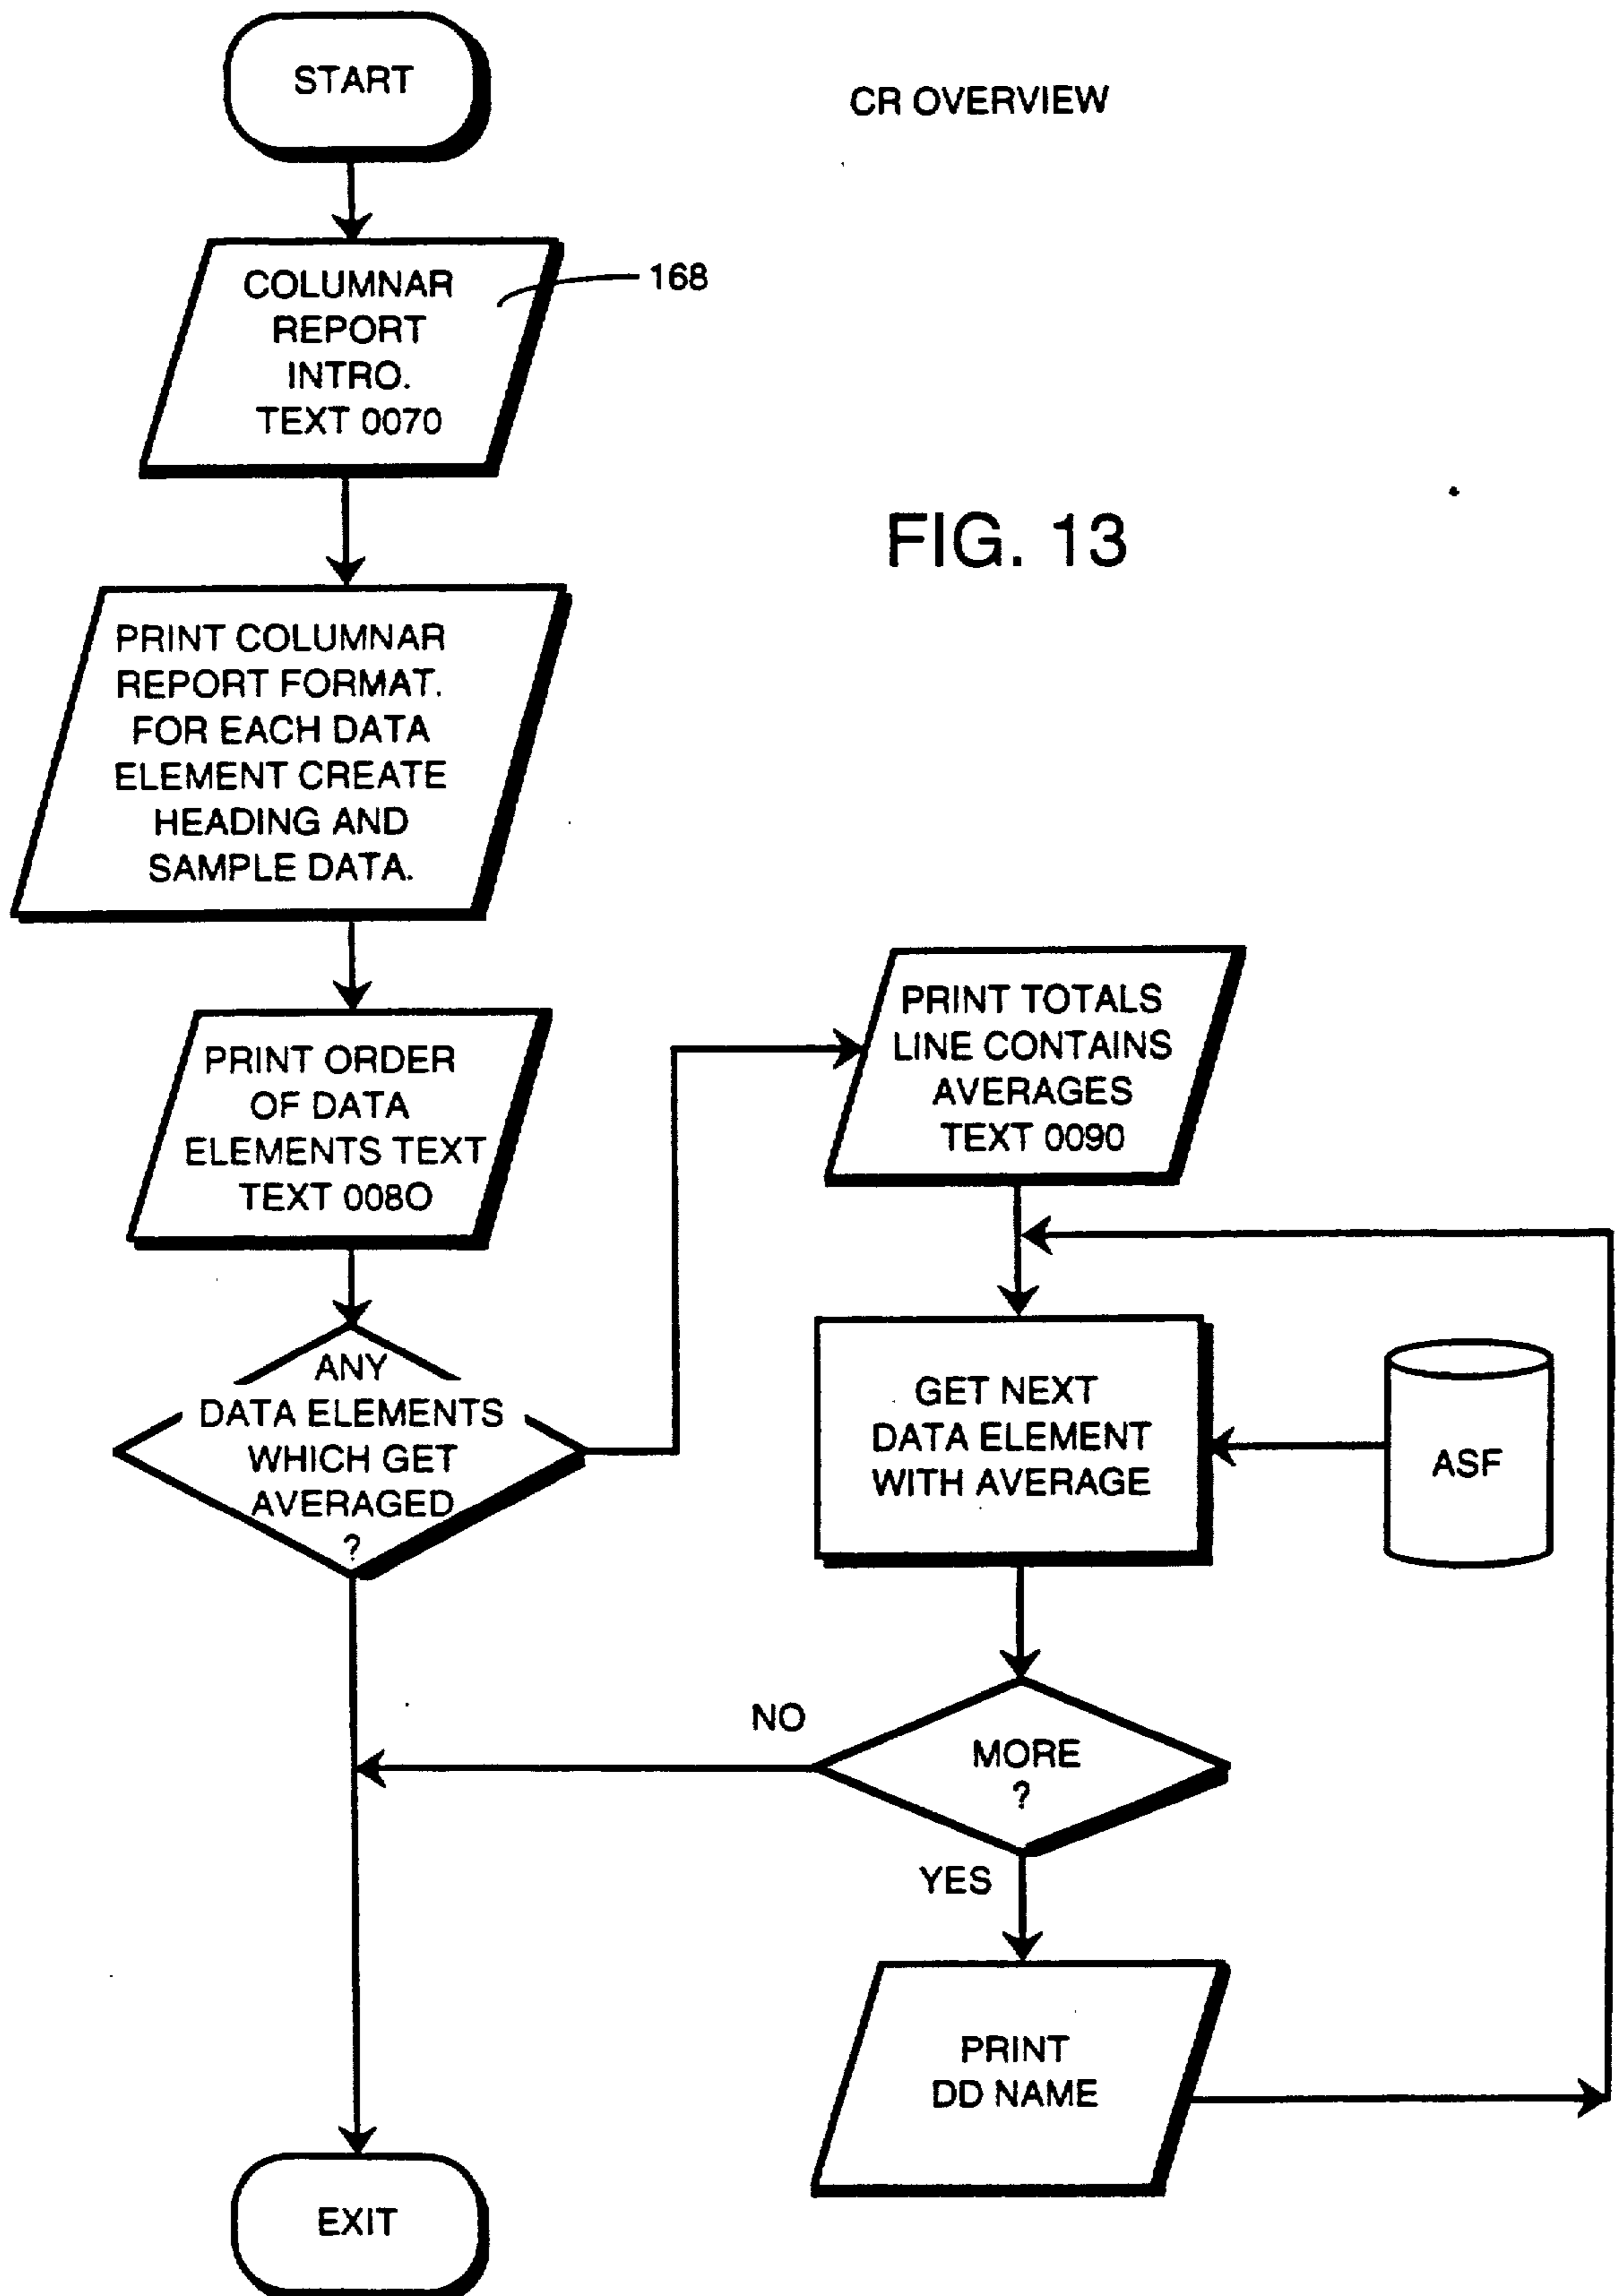 START
CR OVERVIEW
COLUMNAR
REPORT
INTRO.
TEXT 0070
168
FIG. 13
PRINT COLUMNAR
REPORT FORMAT.
FOR EACH DATA
ELEMENT CREATE
HEADING AND
SAMPLE DATA.
PRINT ORDER
OF DATA
ELEMENTS TEXT
TEXT 008O
ANY
DATA ELEMENTS
WHICH GET
AVERAGED
?
PRINT TOTALS
LINE CONTAINS
AVERAGES
TEXT 0090
GET NEXT
DATA ELEMENT
WITH AVERAGE
ASF
NO
MORE
?
YES
PRINT
DD NAME
EXIT